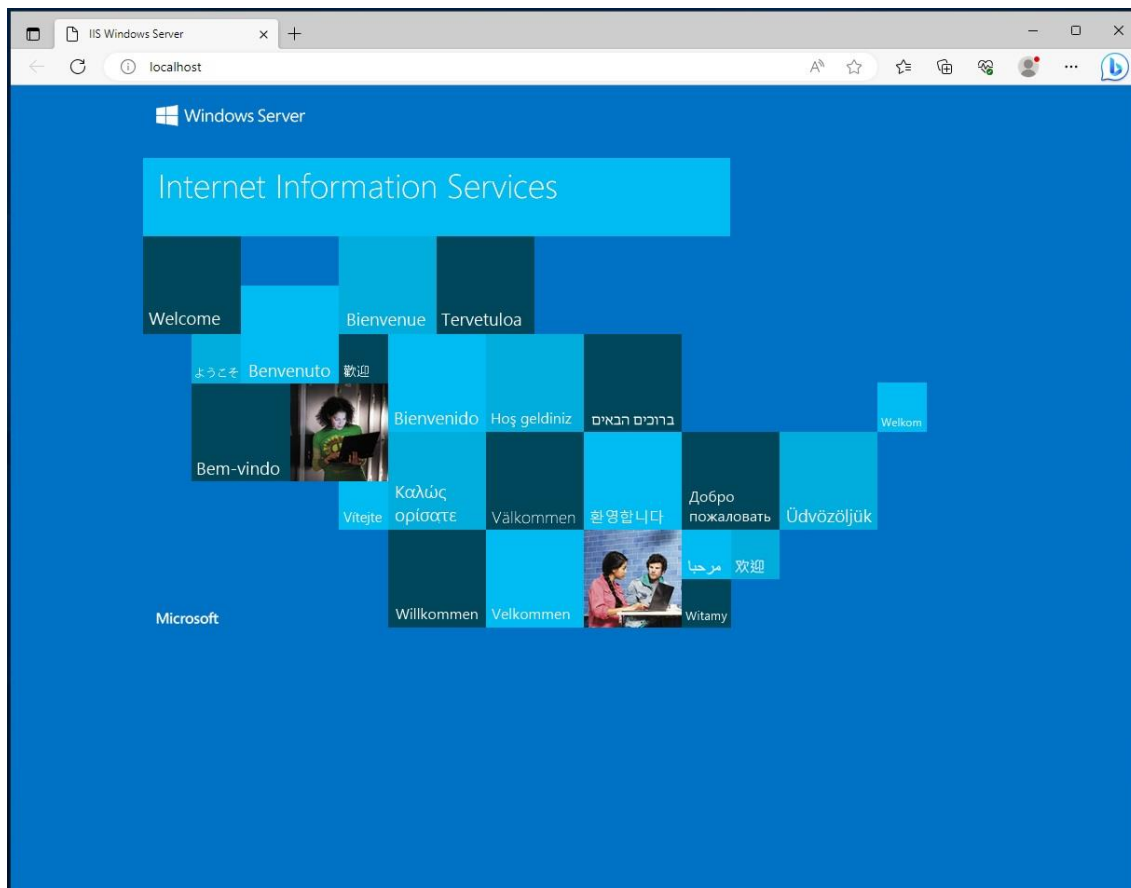 IIS Windows Server
localhost
Windows Server
Internet Information Services
Welcome
Bienvenue
Tervetuloa
ようこそ
Benvenuto
歡迎
Bienvenido
Hoş geldiniz
ברוכים הבאים
Welkom
Bem-vindo
Vítejte
Καλώς
ορίσατε
Välkommen
환영합니다
Добро
пожаловать
Üdvözöljük
مرحبا
欢迎
Microsoft
Willkommen
Velkommen
Witamy